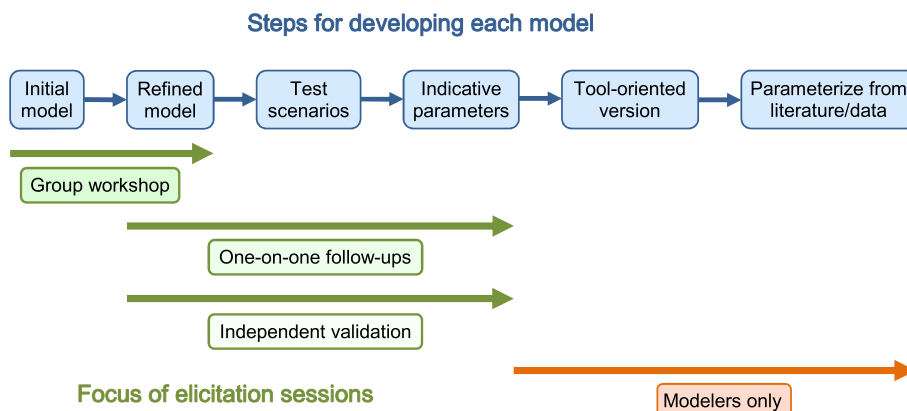 Steps for developing each model
Initial model
Refined model
Test scenarios
Indicative parameters
Tool-oriented version
Parameterize from literature/data
Group workshop
One-on-one follow-ups
Independent validation
Focus of elicitation sessions
Modelers only